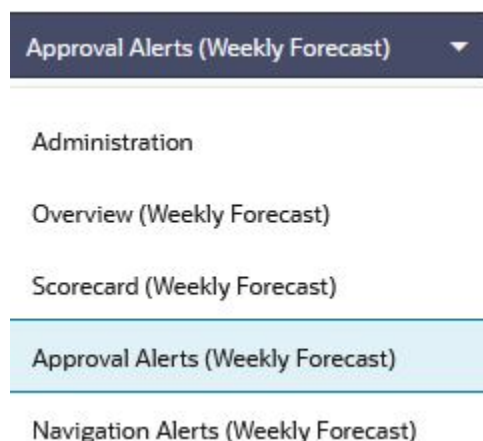 Approval Alerts (Weekly Forecast)
Administration
Overview (Weekly Forecast)
Scorecard (Weekly Forecast)
Approval Alerts (Weekly Forecast)
Navigation Alerts (Weekly Forecast)